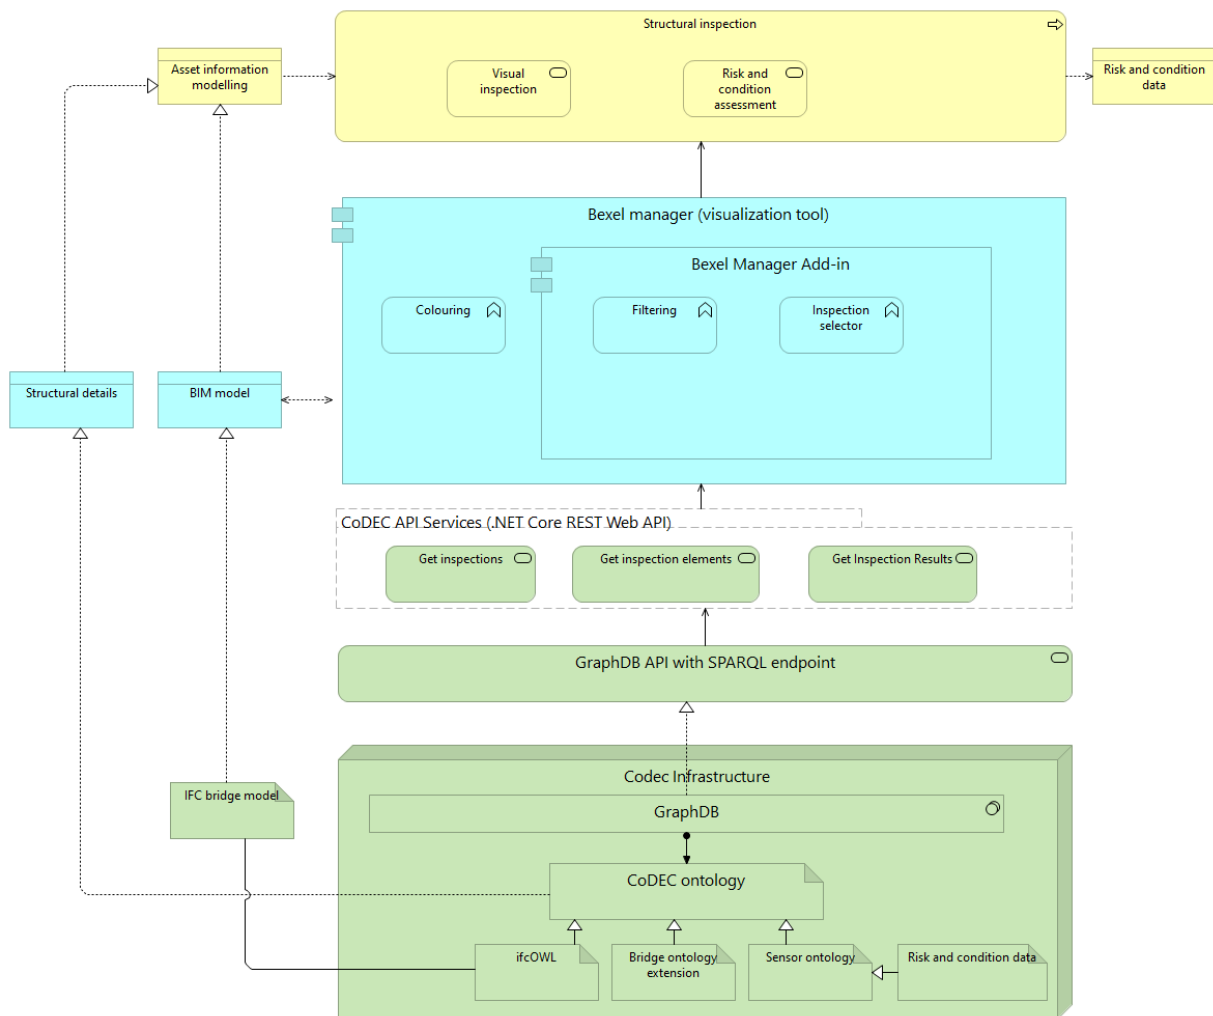 Structural inspection
Asset information
modelling
Visual
inspection
Risk and
condition
assessment
Risk and condition
data
Bexel manager (visualization tool)
Bexel Manager Add-in
Colouring
Filtering
Inspection
selector
Structural details
BIM model
CoDEC API Services (.NET Core REST Web API)
Get inspections
Get inspection elements
Get Inspection Results
GraphDB API with SPARQL endpoint
Codec Infrastructure
IFC bridge model
GraphDB
CoDEC ontology
ifcOWL
Bridge ontology
extension
Sensor ontology
Risk and condition data